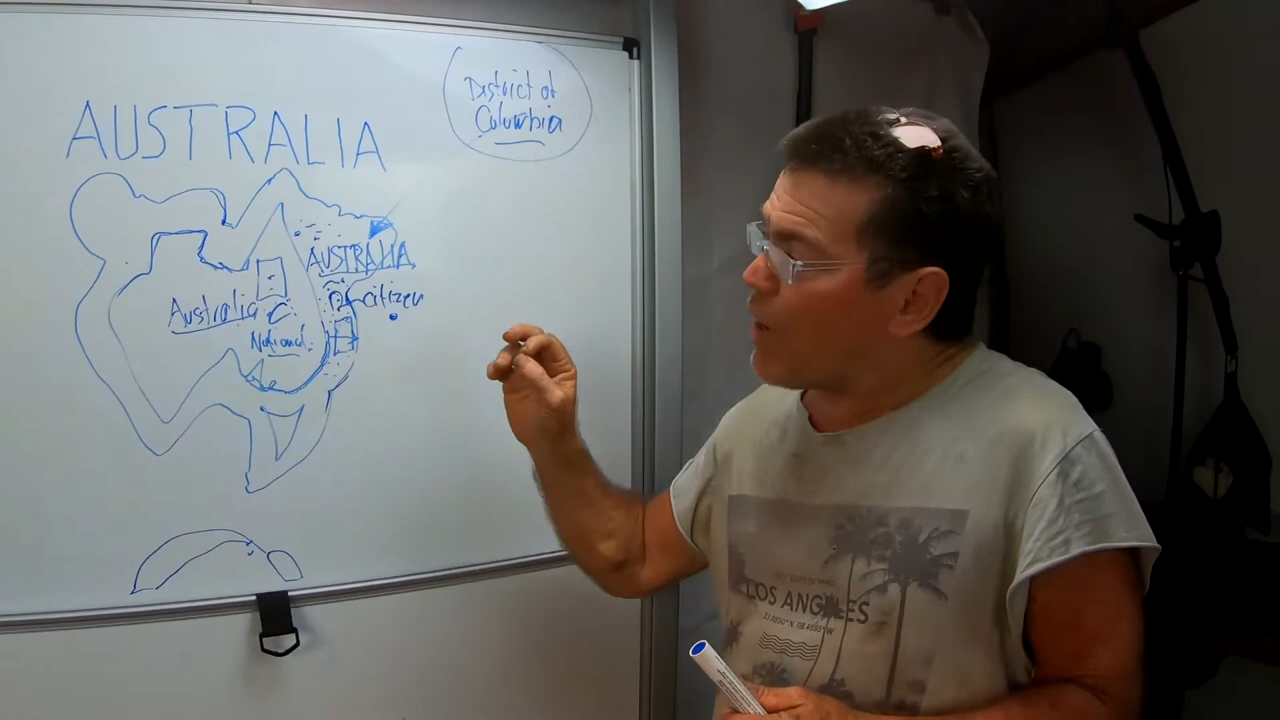 AUSTRALIA
District of
Columbia
AUSTRALIA
citizen
Australia
National
LOS ANGELES